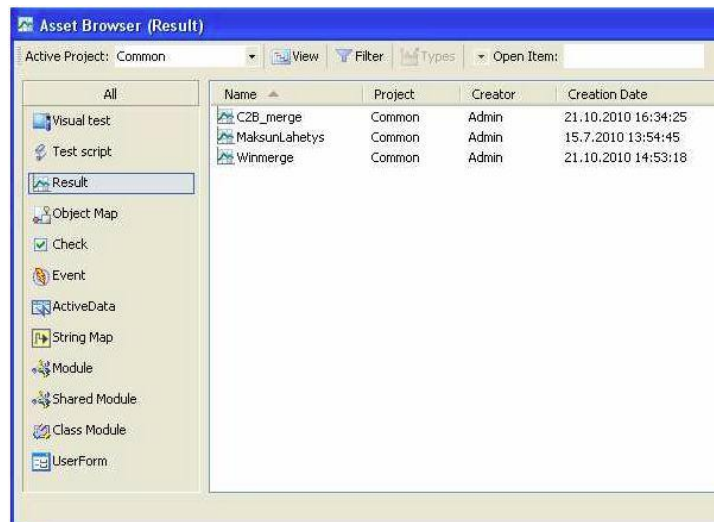 Asset Browser (Result)
Active Project: Common View Filter Types Open Item:
All
Visual test
Test script
Result
Object Map
Check
Event
ActiveData
String Map
Module
Shared Module
Class Module
UserForm
Name Project Creator Creation Date
C2B_merge Common Admin 21.10.2010 16:34:25
MaksunLahetys Common Admin 15.7.2010 13:54:45
Winmerge Common Admin 21.10.2010 14:53:18